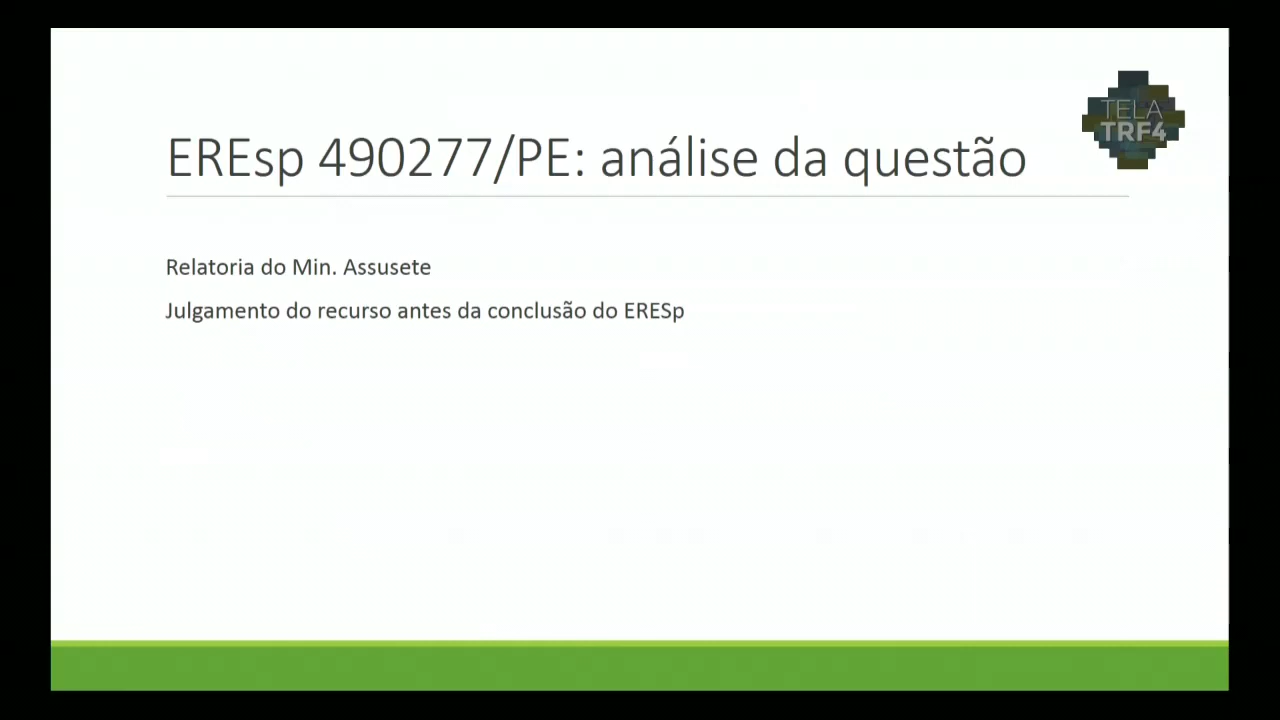 EREsp 490277/PE: análise da questão
TELA
TRF4
Relatoria do Min. Assusete
Julgamento do recurso antes da conclusão do ERESp